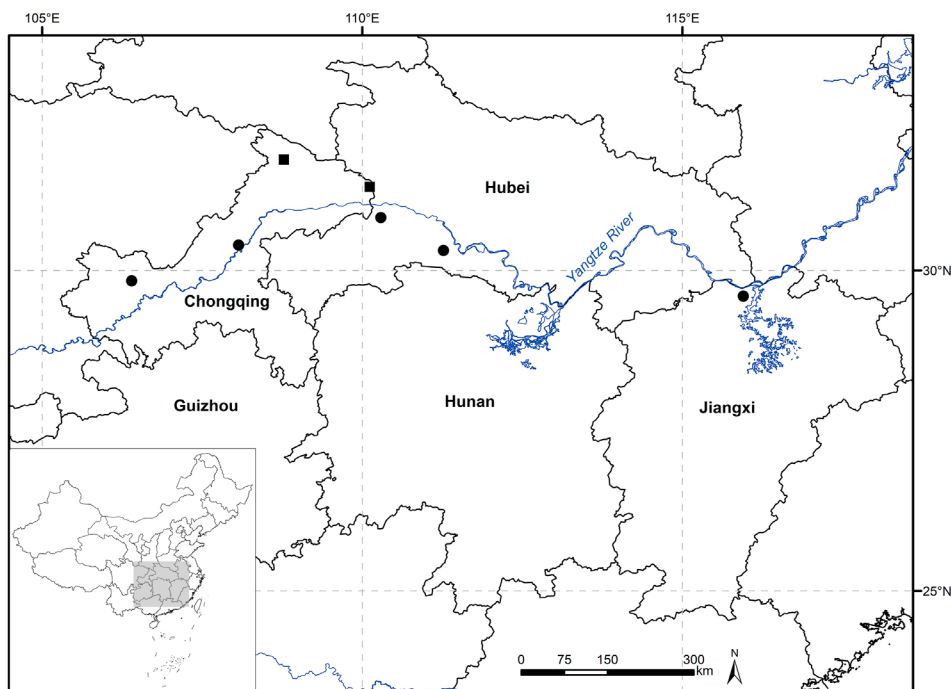 105°E 110°E 115°E
Hubei
Yangtze River
30°N
Chongqing
Guizhou
Hunan
Jiangxi
25°N
N
0 75 150 300
km